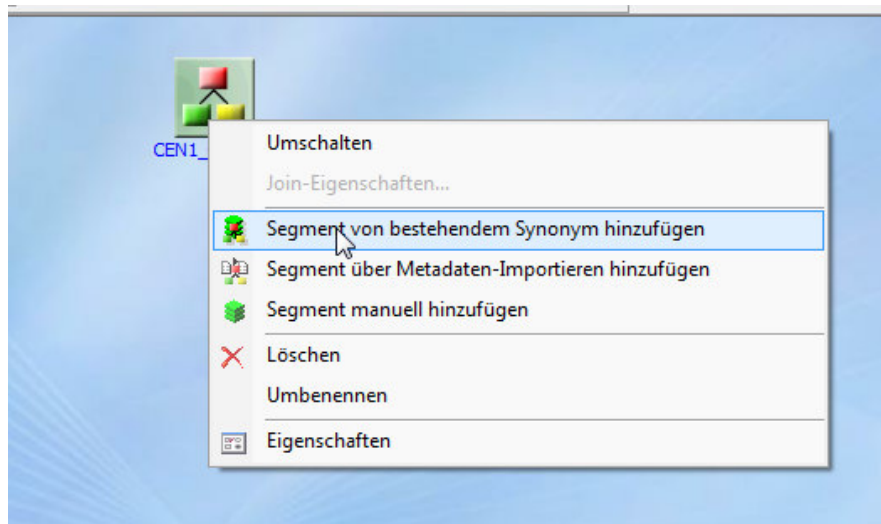 CEN1_
Umschalten
Join-Eigenschaften...
Segment von bestehendem Synonym hinzufügen
Segment über Metadaten-Importieren hinzufügen
Segment manuell hinzufügen
Löschen
Umbenennen
Eigenschaften